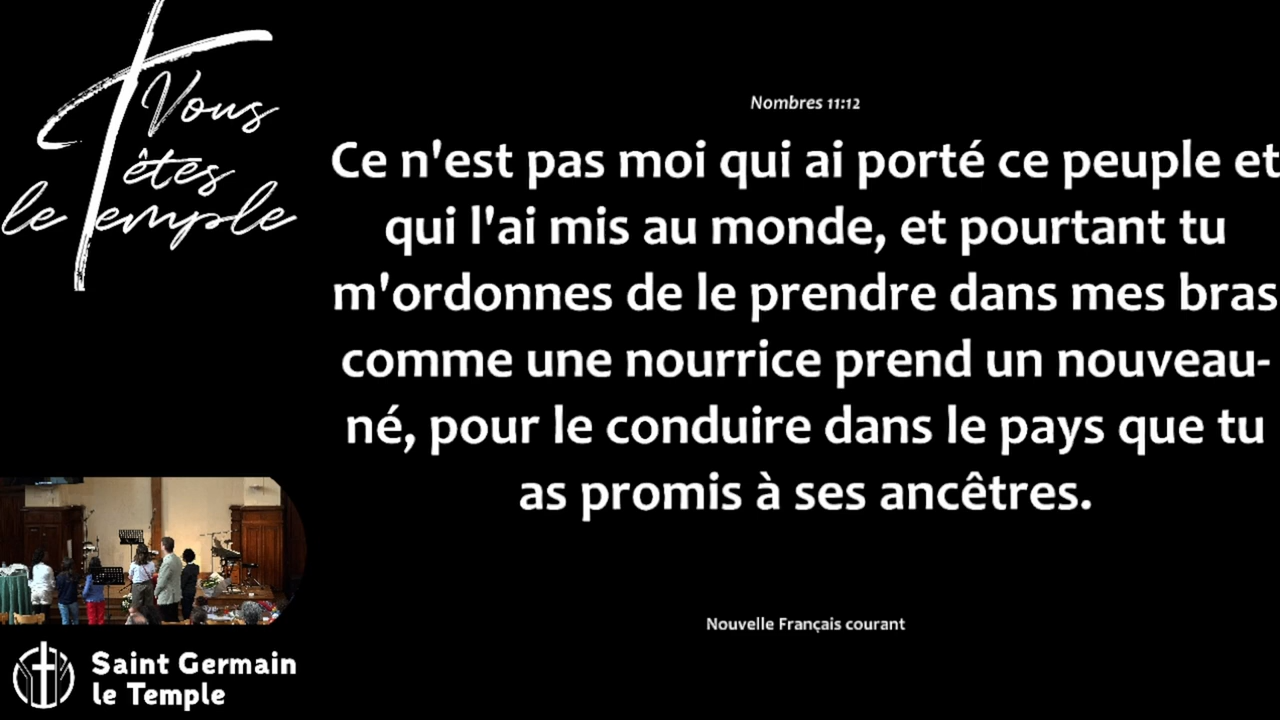 Vous
êtes
le Temple
Nombres 11:12
Ce n'est pas moi qui ai porté ce peuple et
qui l'ai mis au monde, et pourtant tu
m'ordonnes de le prendre dans mes bras
comme une nourrice prend un nouveau-
né, pour le conduire dans le pays que tu
as promis à ses ancêtres.
Nouvelle Français courant
Saint Germain
le Temple